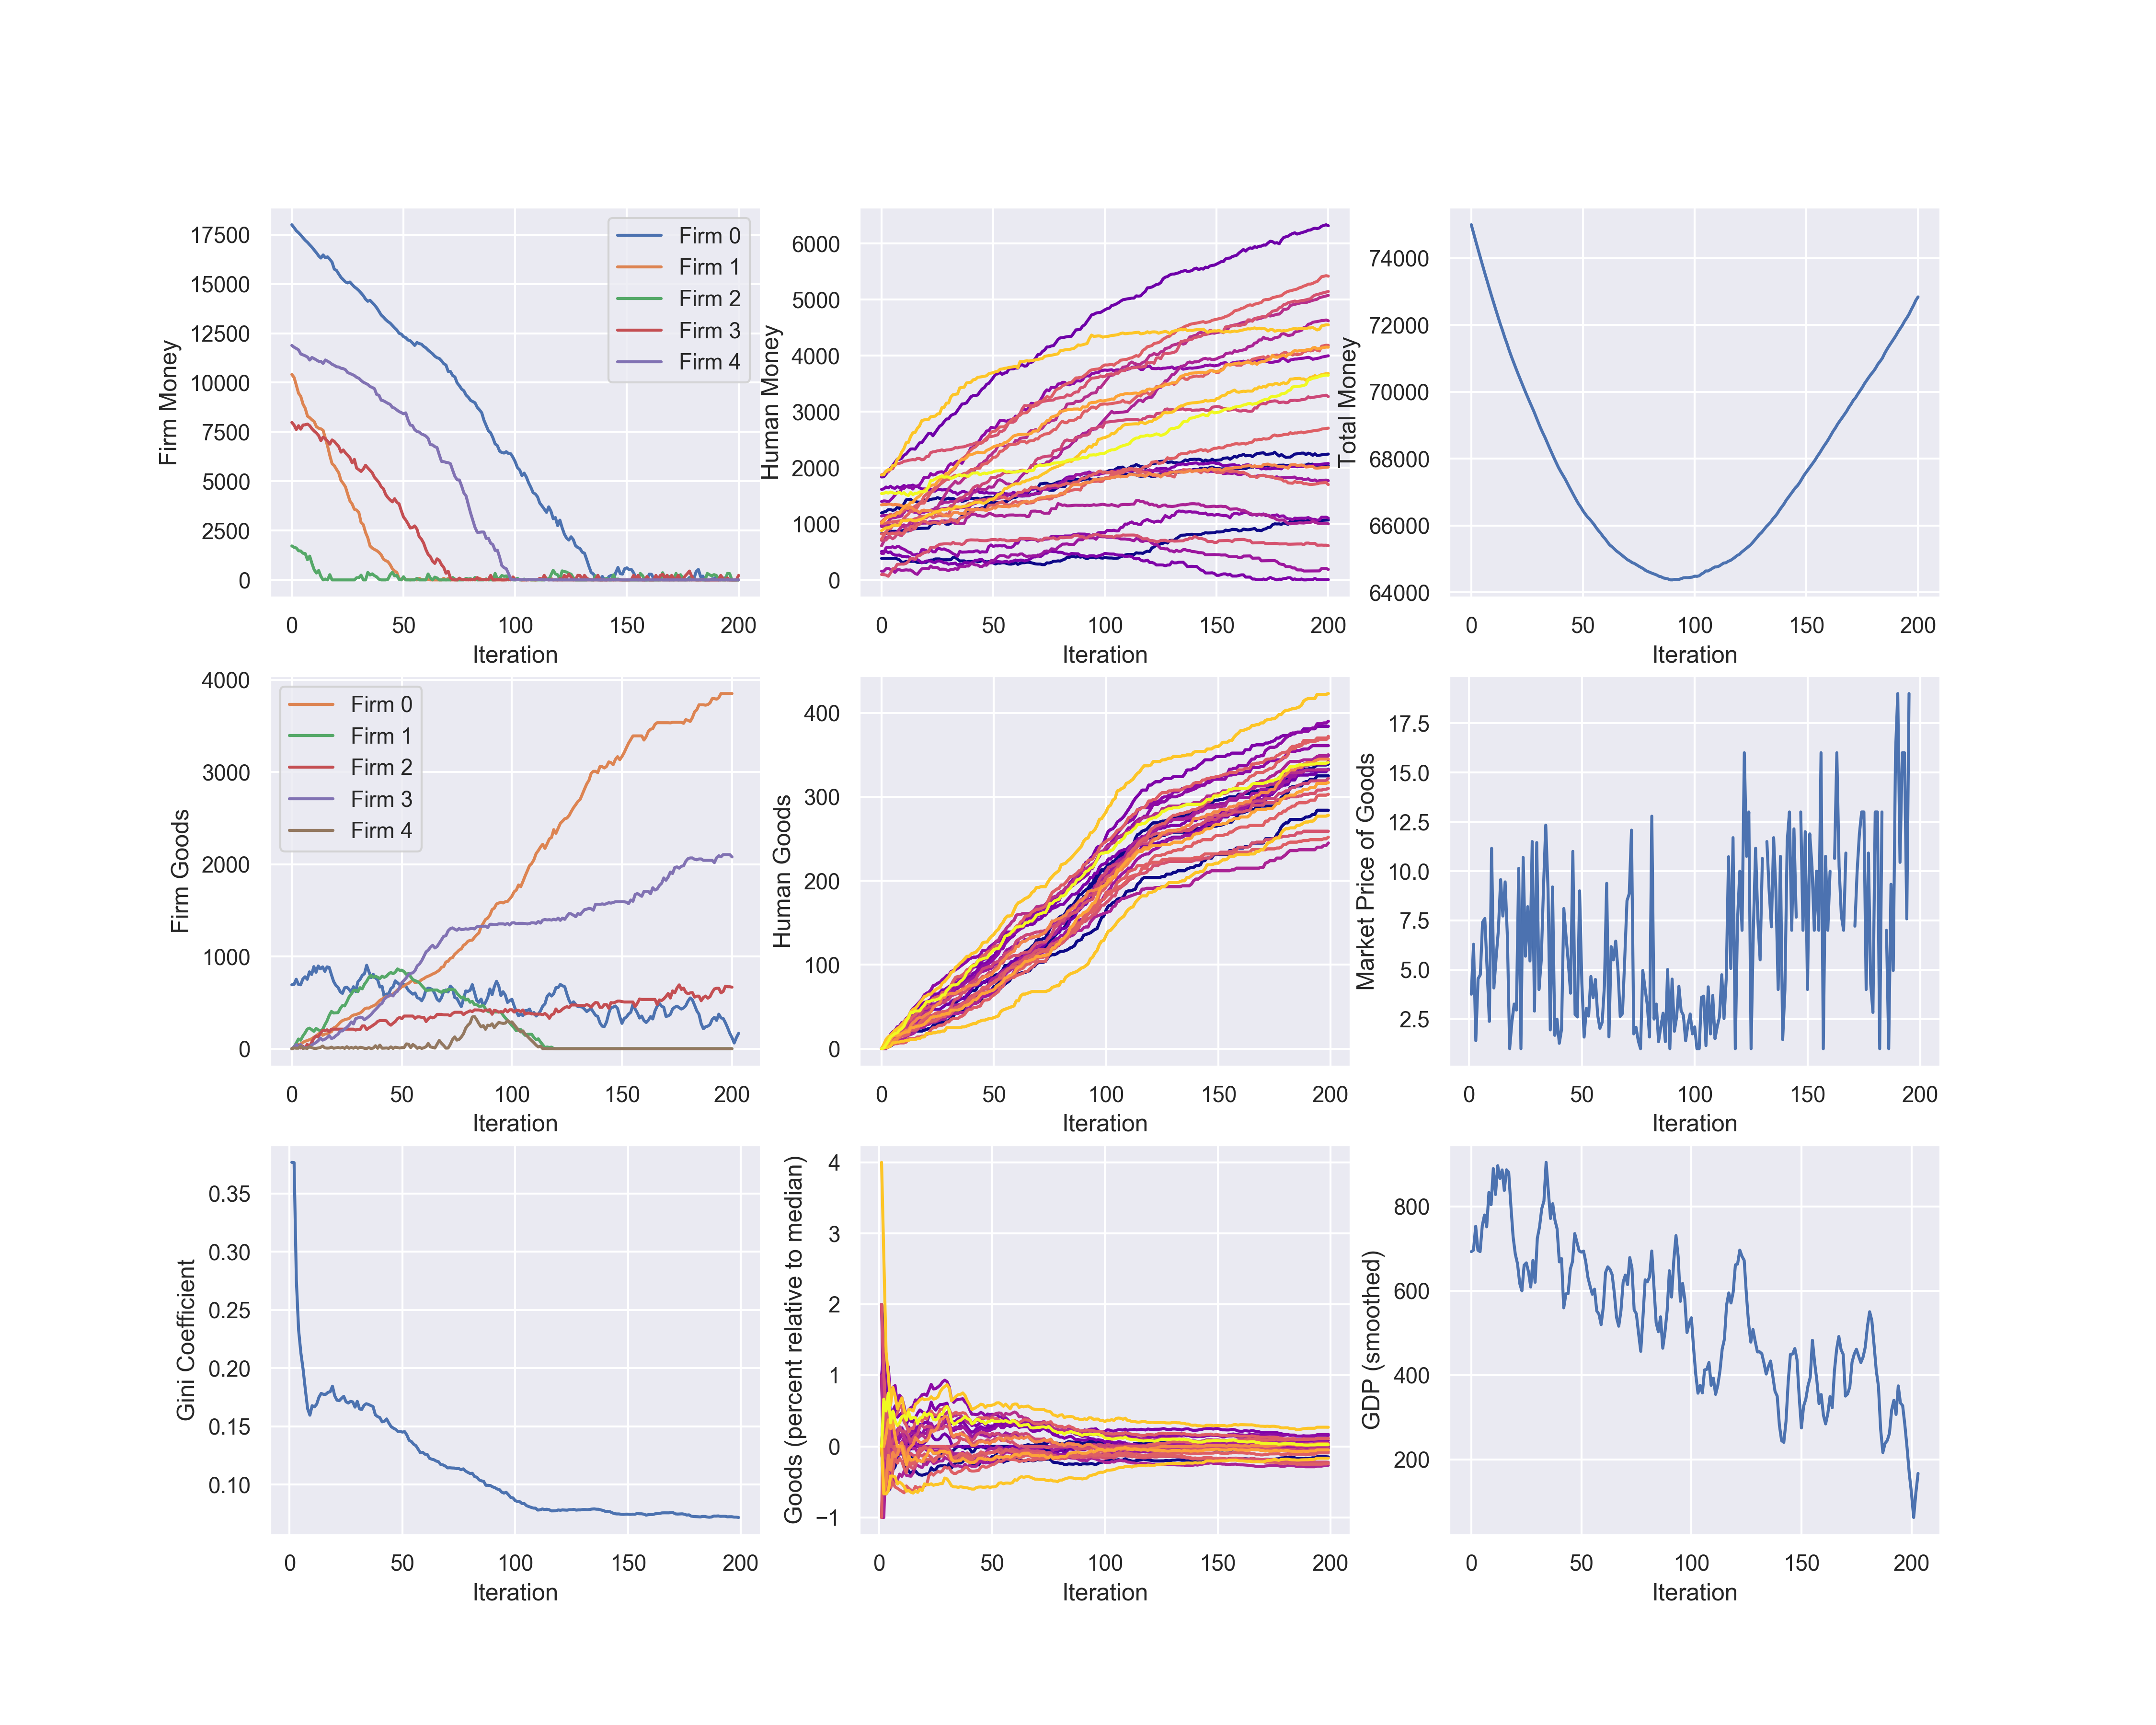 Firm Money
17500
15000
12500
10000
7500
5000
2500
0
0 50 100 150 200
Iteration
Firm 0
Firm 1
Firm 2
Firm 3
Firm 4
Human Money
6000
5000
4000
3000
2000
1000
0
0 50 100 150 200
Iteration
Total Money
74000
72000
70000
68000
66000
64000
0 50 100 150 200
Iteration
Firm Goods
4000
3000
2000
1000
0
0 50 100 150 200
Iteration
Firm 0
Firm 1
Firm 2
Firm 3
Firm 4
Human Goods
400
300
200
100
0
0 50 100 150 200
Iteration
Market Price of Goods
17.5
15.0
12.5
10.0
7.5
5.0
2.5
0 50 100 150 200
Iteration
Gini Coefficient
0.35
0.30
0.25
0.20
0.15
0.10
0 50 100 150 200
Iteration
Goods (percent relative to median)
4
3
2
1
0
−1
0 50 100 150 200
Iteration
GDP (smoothed)
800
600
400
200
0 50 100 150 200
Iteration